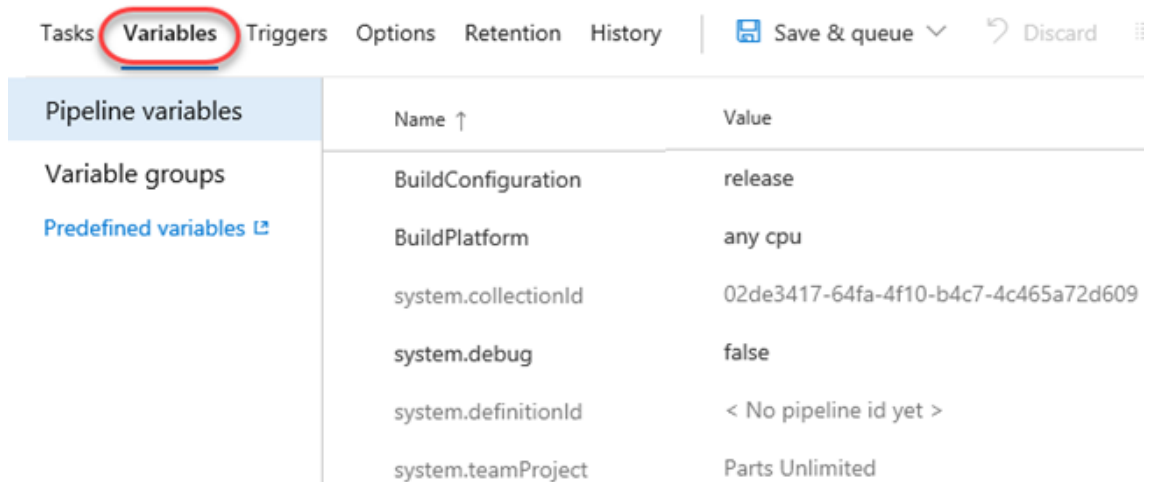 Tasks Variables Triggers Options Retention History Save & queue Discard
Pipeline variables
Variable groups
Predefined variables
Name ↑ Value
BuildConfiguration release
BuildPlatform any cpu
system.collectionId 02de3417-64fa-4f10-b4c7-4c465a72d609
system.debug false
system.definitionId < No pipeline id yet >
system.teamProject Parts Unlimited